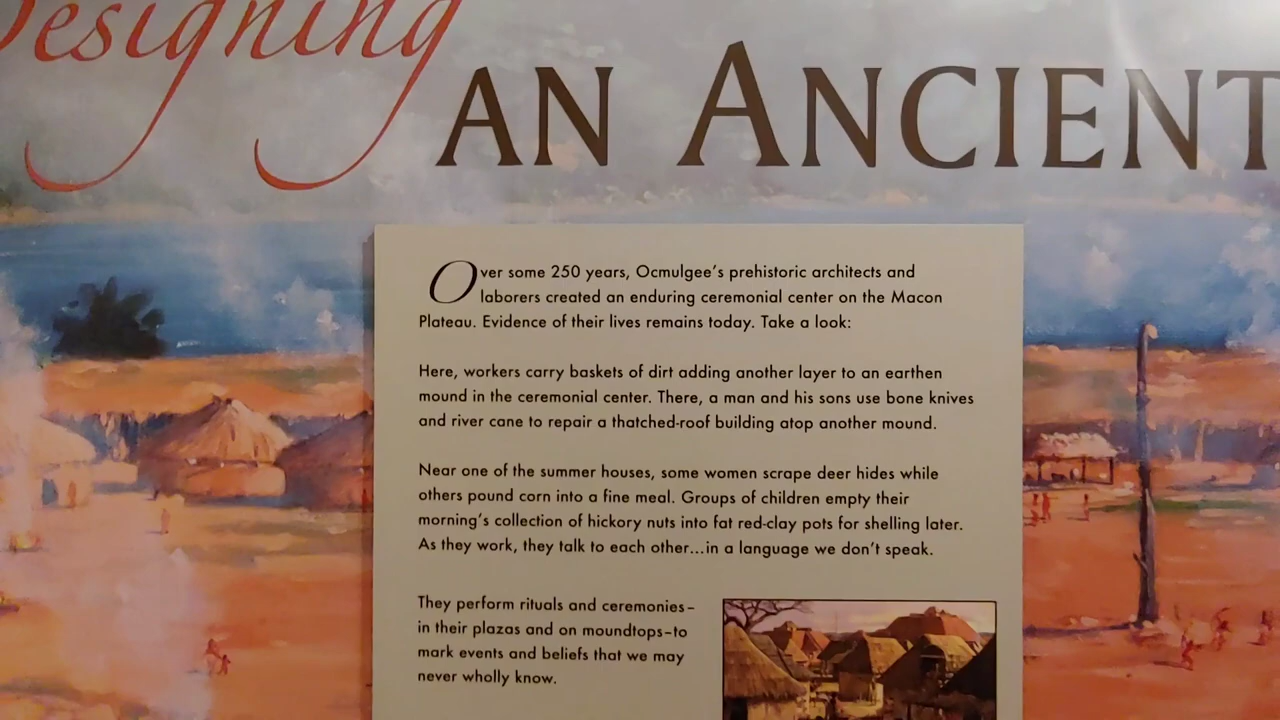 Designing
AN ANCIENT
Over some 250 years, Ocmulgee's prehistoric architects and
laborers created an enduring ceremonial center on the Macon
Plateau. Evidence of their lives remains today. Take a look:
Here, workers carry baskets of dirt adding another layer to an earthen
mound in the ceremonial center. There, a man and his sons use bone knives
and river cane to repair a thatched-roof building atop another mound.
Near one of the summer houses, some women scrape deer hides while
others pound corn into a fine meal. Groups of children empty their
morning's collection of hickory nuts into fat red-clay pots for shelling later.
As they work, they talk to each other...in a language we don't speak.
They perform rituals and ceremonies–
in their plazas and on moundtops–to
mark events and beliefs that we may
never wholly know.